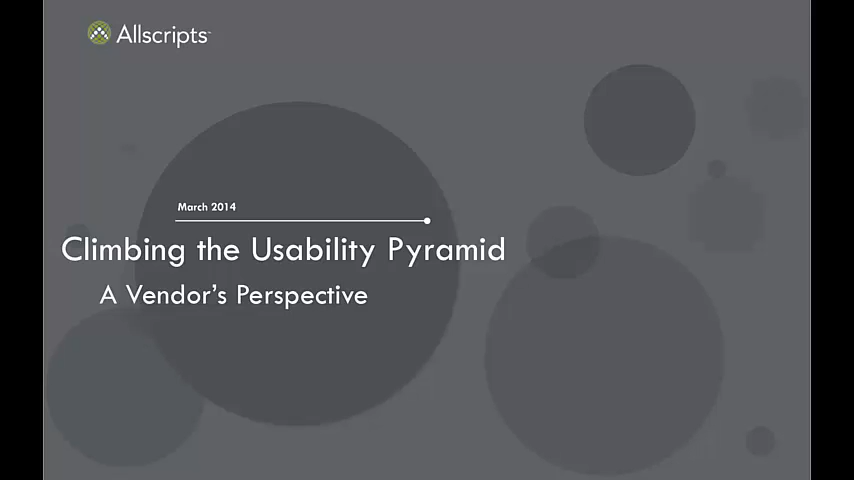 Allscripts
March 2014
Climbing the Usability Pyramid
A Vendor's Perspective